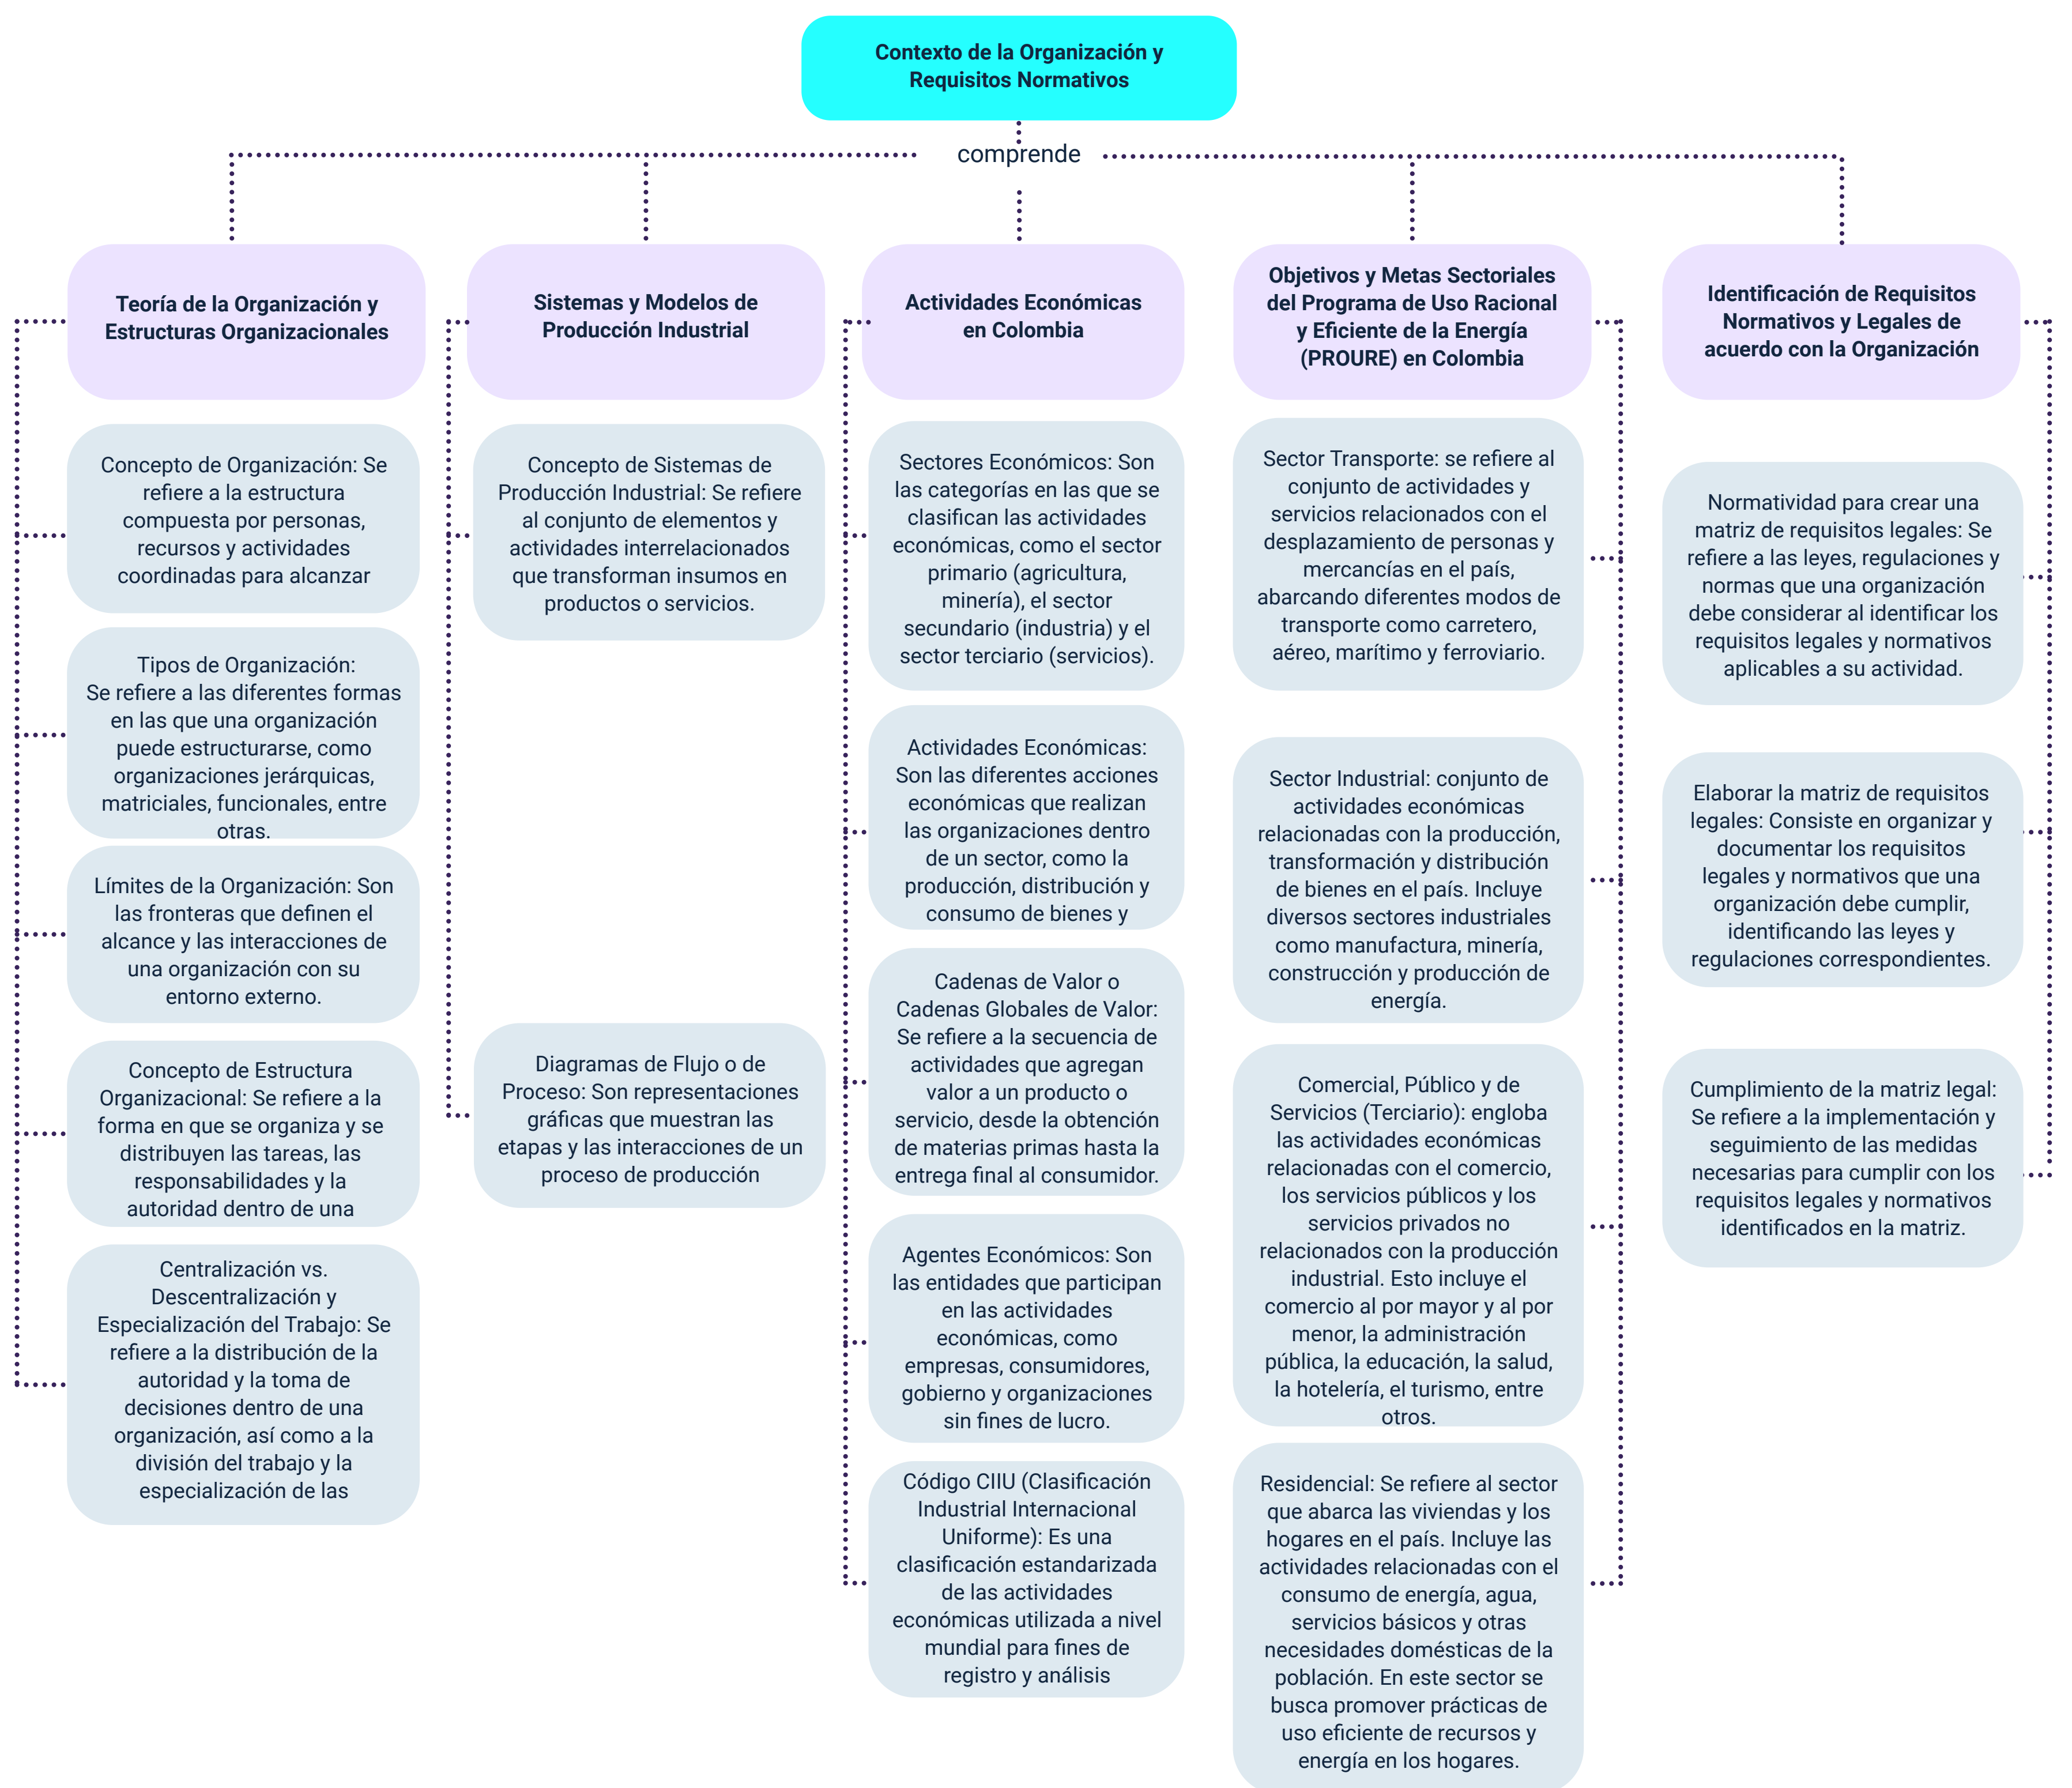 Contexto de la Organización y
Requisitos Normativos
comprende
Teoría de la Organización y
Estructuras Organizacionales
Concepto de Organización: Se
refiere a la estructura
compuesta por personas,
recursos y actividades
coordinadas para alcanzar
Tipos de Organización:
Se refiere a las diferentes formas
en las que una organización
puede estructurarse, como
organizaciones jerárquicas,
matriciales, funcionales, entre
otras.
Límites de la Organización: Son
las fronteras que definen el
alcance y las interacciones de
una organización con su
entorno externo.
Concepto de Estructura
Organizacional: Se refiere a la
forma en que se organiza y se
distribuyen las tareas, las
responsabilidades y la
autoridad dentro de una
Centralización vs.
Descentralización y
Especialización del Trabajo: Se
refiere a la distribución de la
autoridad y la toma de
decisiones dentro de una
organización, así como a la
división del trabajo y la
especialización de las
Sistemas y Modelos de
Producción Industrial
Concepto de Sistemas de
Producción Industrial: Se refiere
al conjunto de elementos y
actividades interrelacionados
que transforman insumos en
productos o servicios.
Diagramas de Flujo o de
Proceso: Son representaciones
gráficas que muestran las
etapas y las interacciones de un
proceso de producción
Actividades Económicas
en Colombia
Sectores Económicos: Son
las categorías en las que se
clasifican las actividades
económicas, como el sector
primario (agricultura,
minería), el sector
secundario (industria) y el
sector terciario (servicios).
Actividades Económicas:
Son las diferentes acciones
económicas que realizan
las organizaciones dentro
de un sector, como la
producción, distribución y
consumo de bienes y
Cadenas de Valor o
Cadenas Globales de Valor:
Se refiere a la secuencia de
actividades que agregan
valor a un producto o
servicio, desde la obtención
de materias primas hasta la
entrega final al consumidor.
Agentes Económicos: Son
las entidades que participan
en las actividades
económicas, como
empresas, consumidores,
gobierno y organizaciones
sin fines de lucro.
Código CIIU (Clasificación
Industrial Internacional
Uniforme): Es una
clasificación estandarizada
de las actividades
económicas utilizada a nivel
mundial para fines de
registro y análisis
Objetivos y Metas Sectoriales
del Programa de Uso Racional
y Eficiente de la Energía
(PROURE) en Colombia
Sector Transporte: se refiere al
conjunto de actividades y
servicios relacionados con el
desplazamiento de personas y
mercancías en el país,
abarcando diferentes modos de
transporte como carretero,
aéreo, marítimo y ferroviario.
Sector Industrial: conjunto de
actividades económicas
relacionadas con la producción,
transformación y distribución
de bienes en el país. Incluye
diversos sectores industriales
como manufactura, minería,
construcción y producción de
energía.
Comercial, Público y de
Servicios (Terciario): engloba
las actividades económicas
relacionadas con el comercio,
los servicios públicos y los
servicios privados no
relacionados con la producción
industrial. Esto incluye el
comercio al por mayor y al por
menor, la administración
pública, la educación, la salud,
la hotelería, el turismo, entre
otros.
Residencial: Se refiere al sector
que abarca las viviendas y los
hogares en el país. Incluye las
actividades relacionadas con el
consumo de energía, agua,
servicios básicos y otras
necesidades domésticas de la
población. En este sector se
busca promover prácticas de
uso eficiente de recursos y
energía en los hogares.
Identificación de Requisitos
Normativos y Legales de
acuerdo con la Organización
Normatividad para crear una
matriz de requisitos legales: Se
refiere a las leyes, regulaciones y
normas que una organización
debe considerar al identificar los
requisitos legales y normativos
aplicables a su actividad.
Elaborar la matriz de requisitos
legales: Consiste en organizar y
documentar los requisitos
legales y normativos que una
organización debe cumplir,
identificando las leyes y
regulaciones correspondientes.
Cumplimiento de la matriz legal:
Se refiere a la implementación y
seguimiento de las medidas
necesarias para cumplir con los
requisitos legales y normativos
identificados en la matriz.